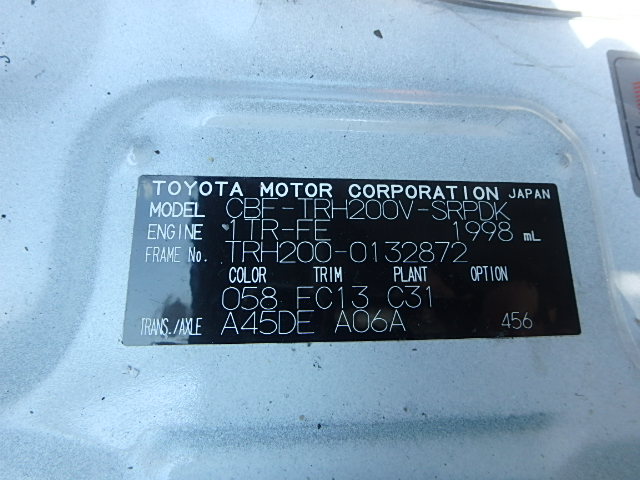 TOYOTA MOTOR CORPORATION JAPAN
MODEL CBF-TRH200V-SRPDK
ENGINE 1TR-FE 1998 mL
FRAME No. TRH200-0132872
COLOR TRIM PLANT OPTION
058 FC13 C31
TRANS./AXLE A45DE A06A 456